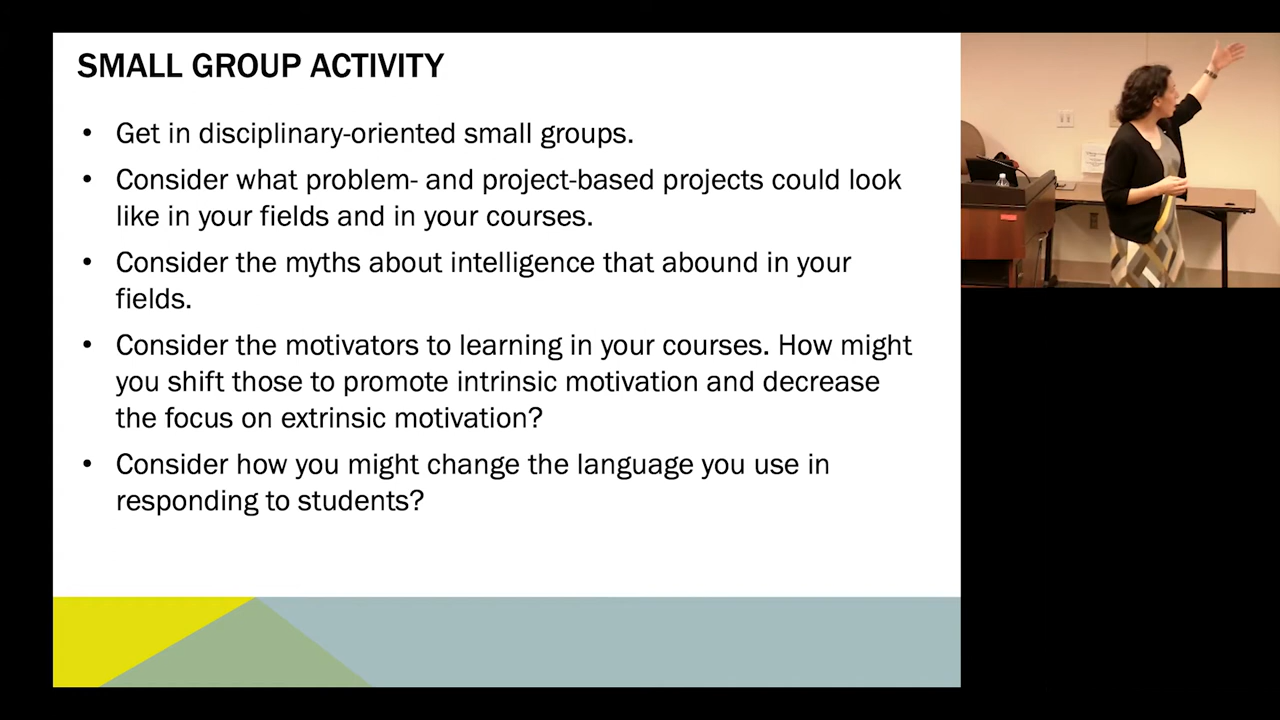 SMALL GROUP ACTIVITY
• Get in disciplinary-oriented small groups.
• Consider what problem- and project-based projects could look
like in your fields and in your courses.
• Consider the myths about intelligence that abound in your
fields.
• Consider the motivators to learning in your courses. How might
you shift those to promote intrinsic motivation and decrease
the focus on extrinsic motivation?
• Consider how you might change the language you use in
responding to students?